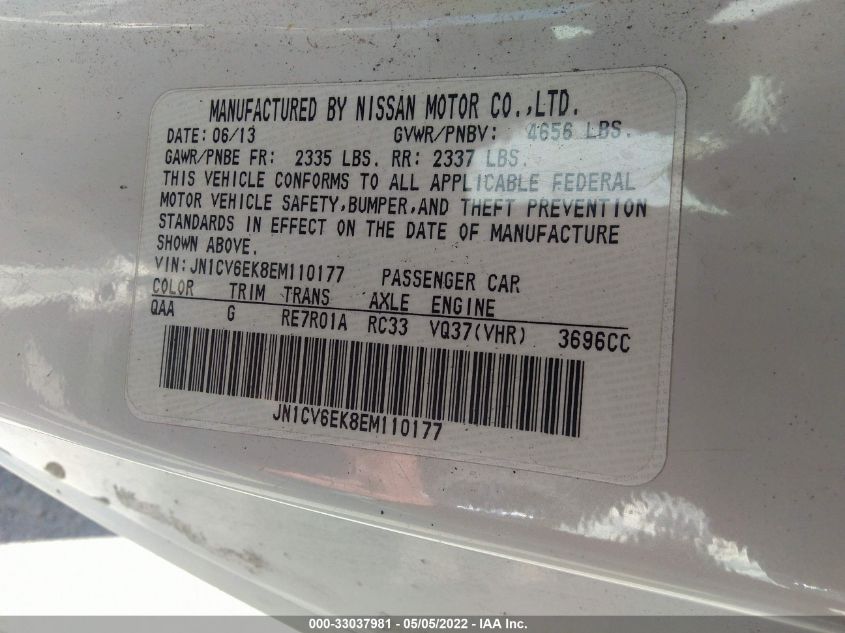 MANUFACTURED BY NISSAN MOTOR CO.,LTD.
DATE: 06/13 GVWR/PNBV: 4656 LBS.
GAWR/PNBE FR: 2335 LBS. RR: 2337 LBS.
THIS VEHICLE CONFORMS TO ALL APPLICABLE FEDERAL
MOTOR VEHICLE SAFETY,BUMPER,AND THEFT PREVENTION
STANDARDS IN EFFECT ON THE DATE OF MANUFACTURE
SHOWN ABOVE.
VIN:JN1CV6EK8EM110177 PASSENGER CAR
COLOR TRIM TRANS AXLE ENGINE
QAA G RE7R01A RC33 VQ37(VHR) 3696CC
JN1CV6EK8EM110177
000-33037981 - 05/05/2022 - IAA Inc.